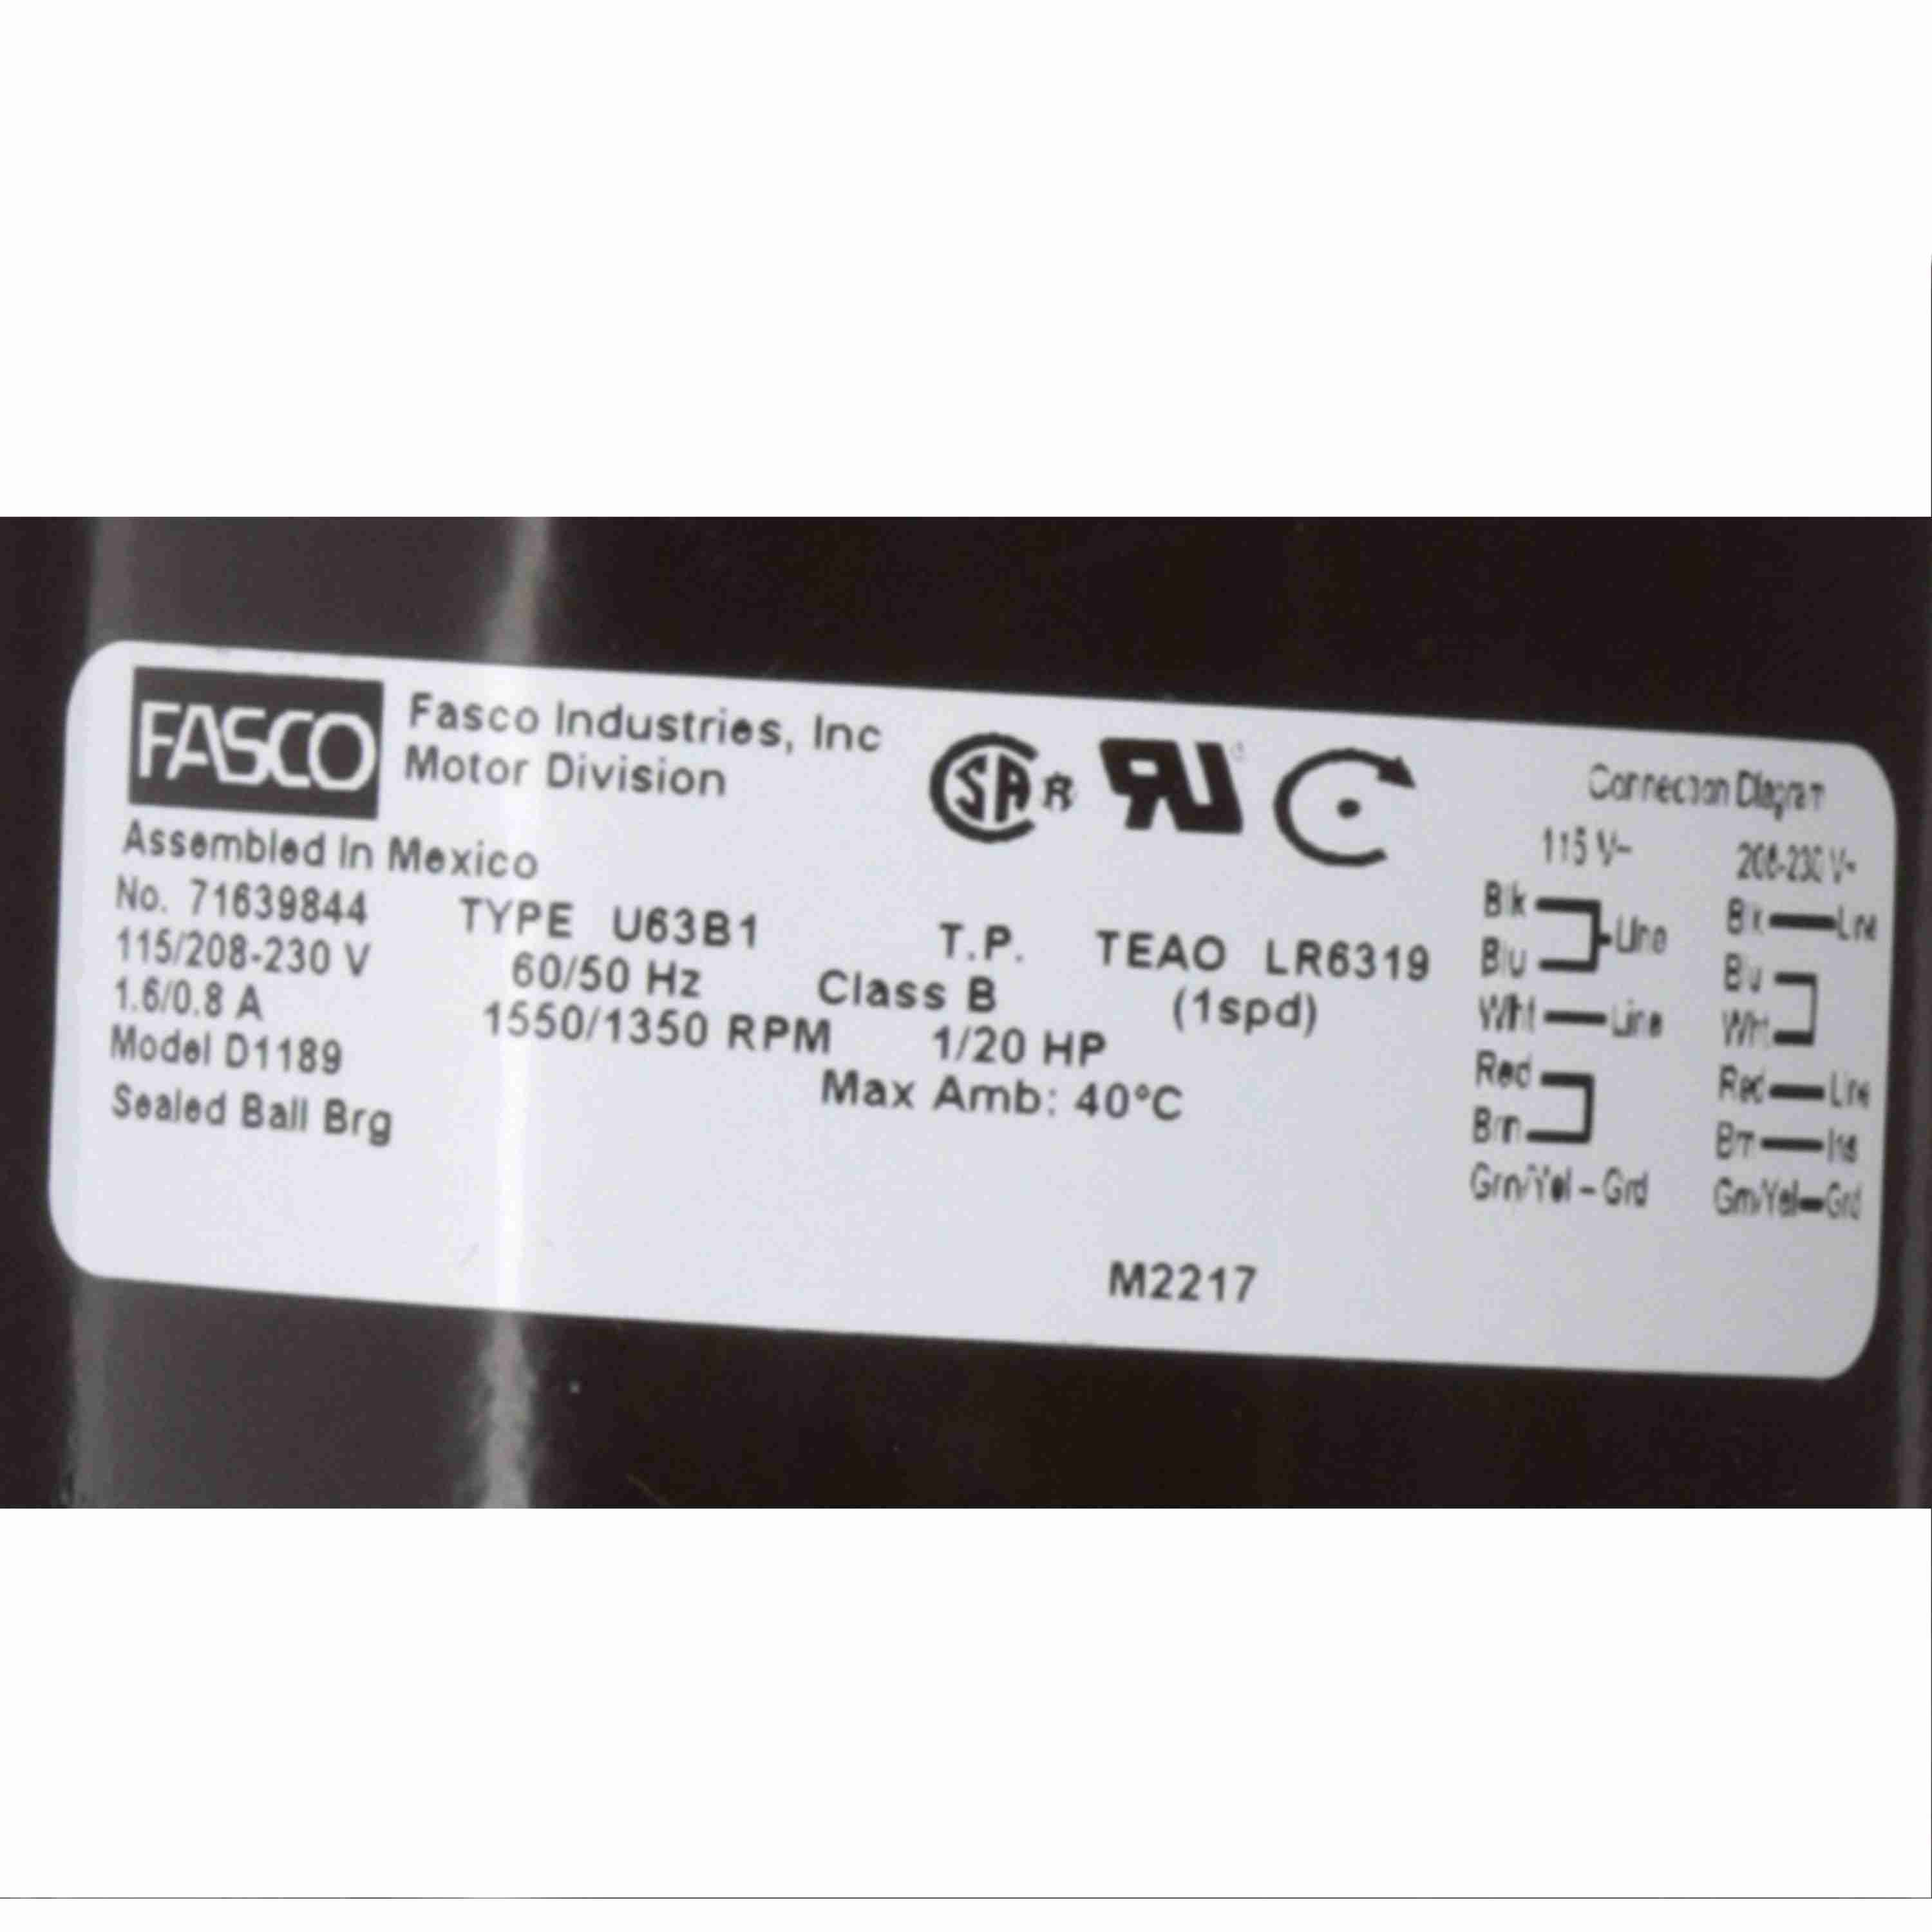 FASCO
Fasco Industries, Inc
Motor Division
Assembled In Mexico
No. 71639844 TYPE U63B1 T.P. TEAO LR6319
115/208-230 V 60/50 Hz Class B (1spd)
1.6/0.8 A 1550/1350 RPM 1/20 HP
Model D1189 Max Amb: 40°C
Sealed Ball Brg
M2217
SA R
Connection Diagram
115 V~
Blk Line
Blu
Wht Line
Red
Brn
Grn/Yel - Grd
208-230 V~
Blk Line
Blu
Wht
Red Line
Brn Ins
Grn/Yel Grd